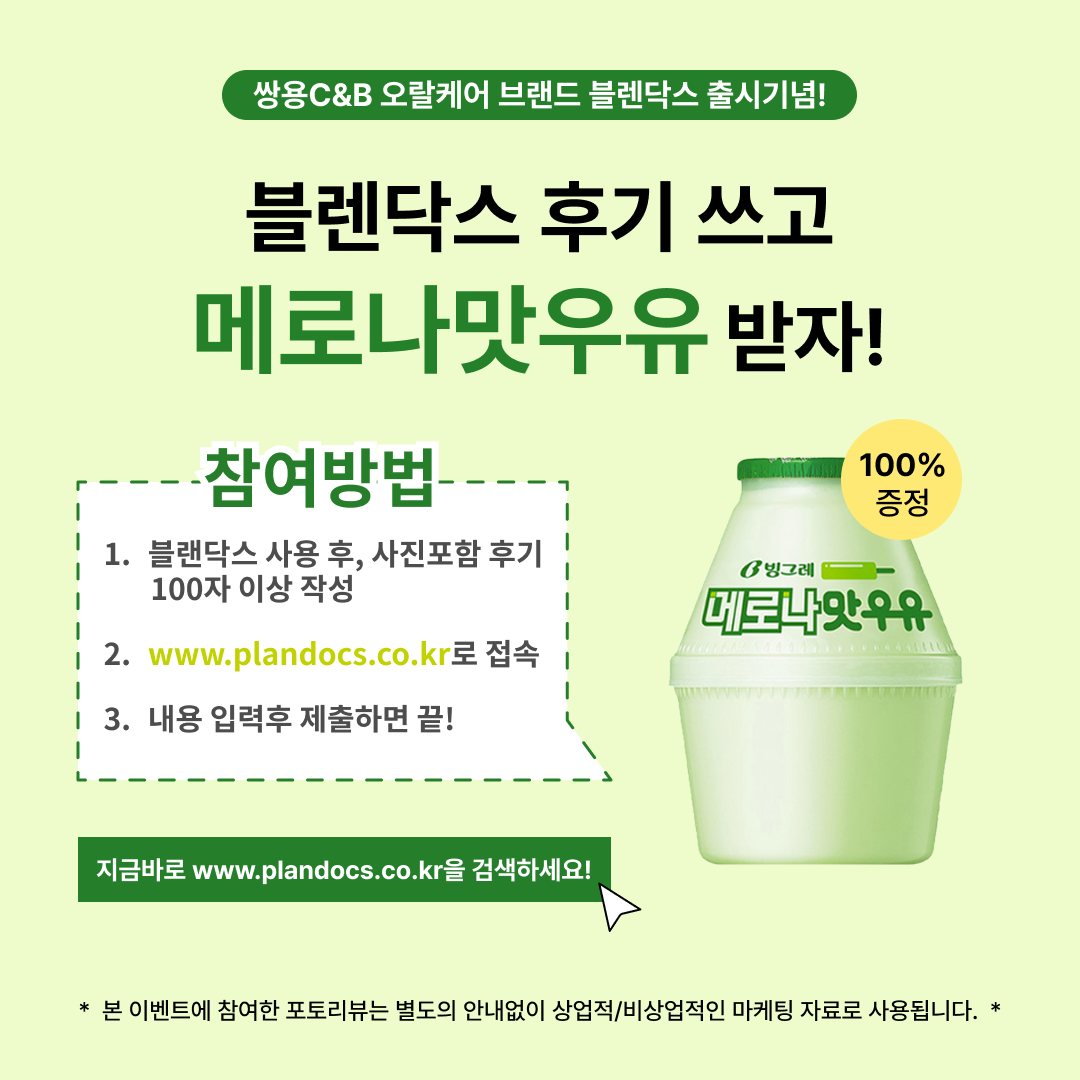 쌍용C&B 오랄케어 브랜드 블렌닥스 출시기념!
블렌닥스 후기 쓰고
메로나맛우유 받자!
참여방법
1. 블랜닥스 사용 후, 사진포함 후기
100자 이상 작성
2. www.plandocs.co.kr로 접속
3. 내용 입력후 제출하면 끝!
100%
증정
빙그레
메로나맛우유
지금바로 www.plandocs.co.kr을 검색하세요!
* 본 이벤트에 참여한 포토리뷰는 별도의 안내없이 상업적/비상업적인 마케팅 자료로 사용됩니다. *